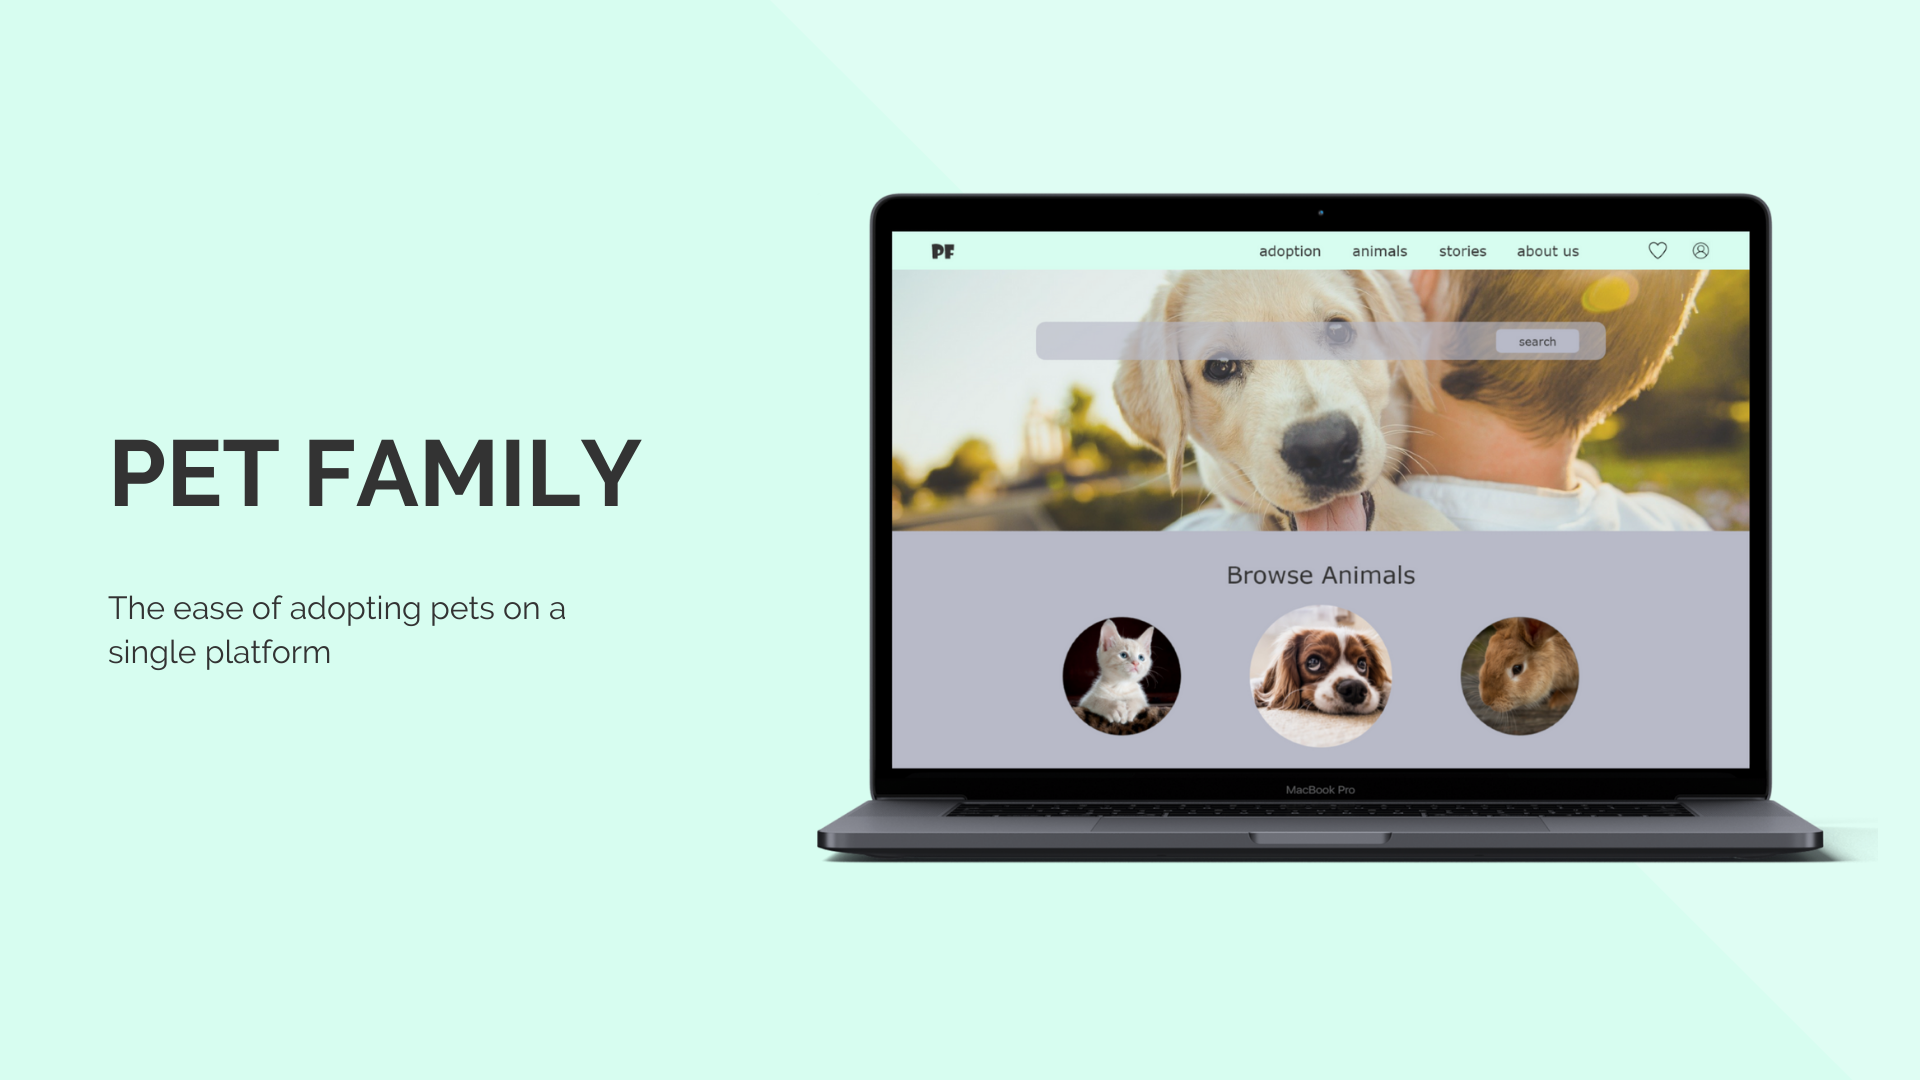 PET FAMILY
The ease of adopting pets on a
single platform
PF
adoption animals stories about us
search
Browse Animals
MacBook Pro